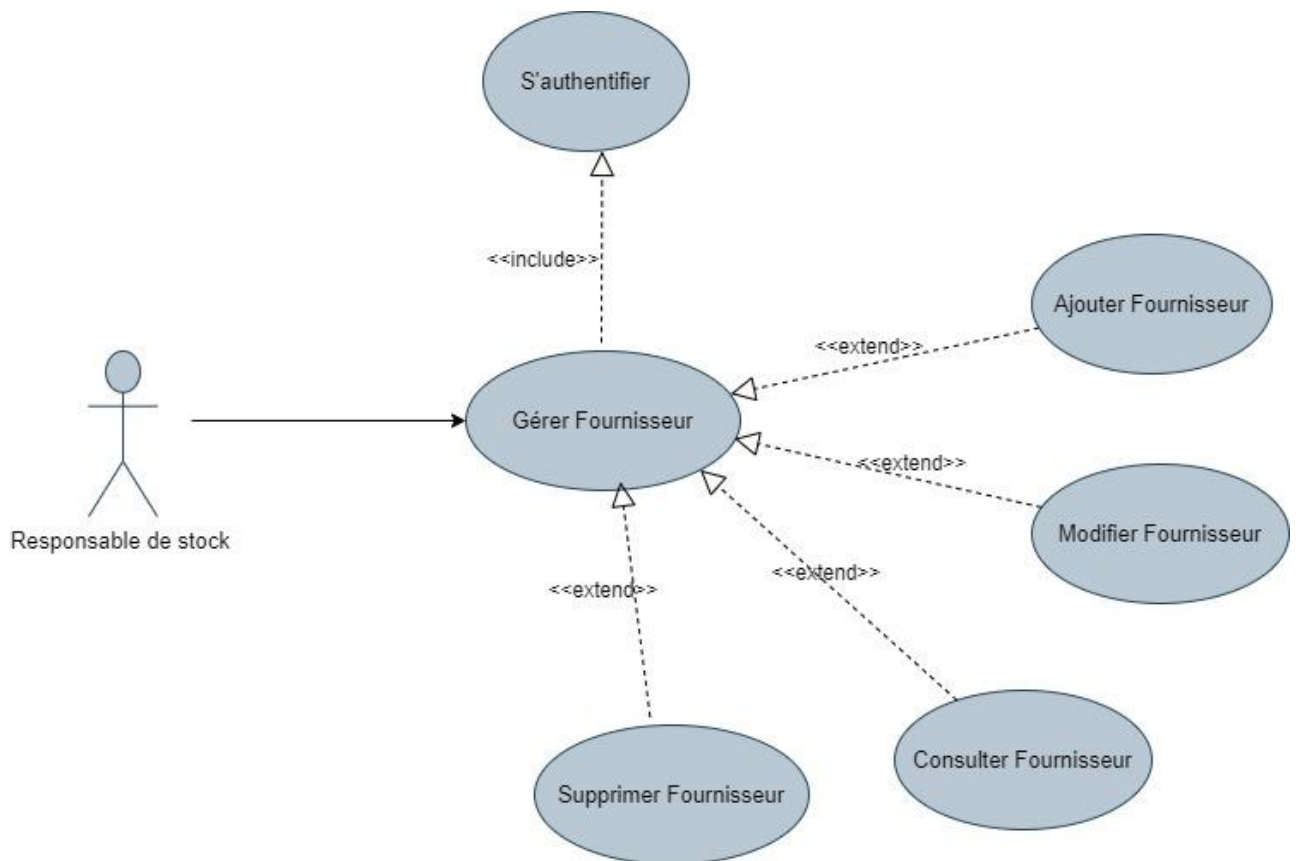 S'authentifier
<<include>>
Ajouter Fournisseur
<<extend>>
Gérer Fournisseur
<<extend>>
Modifier Fournisseur
Responsable de stock
<<extend>>
<<extend>>
Consulter Fournisseur
Supprimer Fournisseur